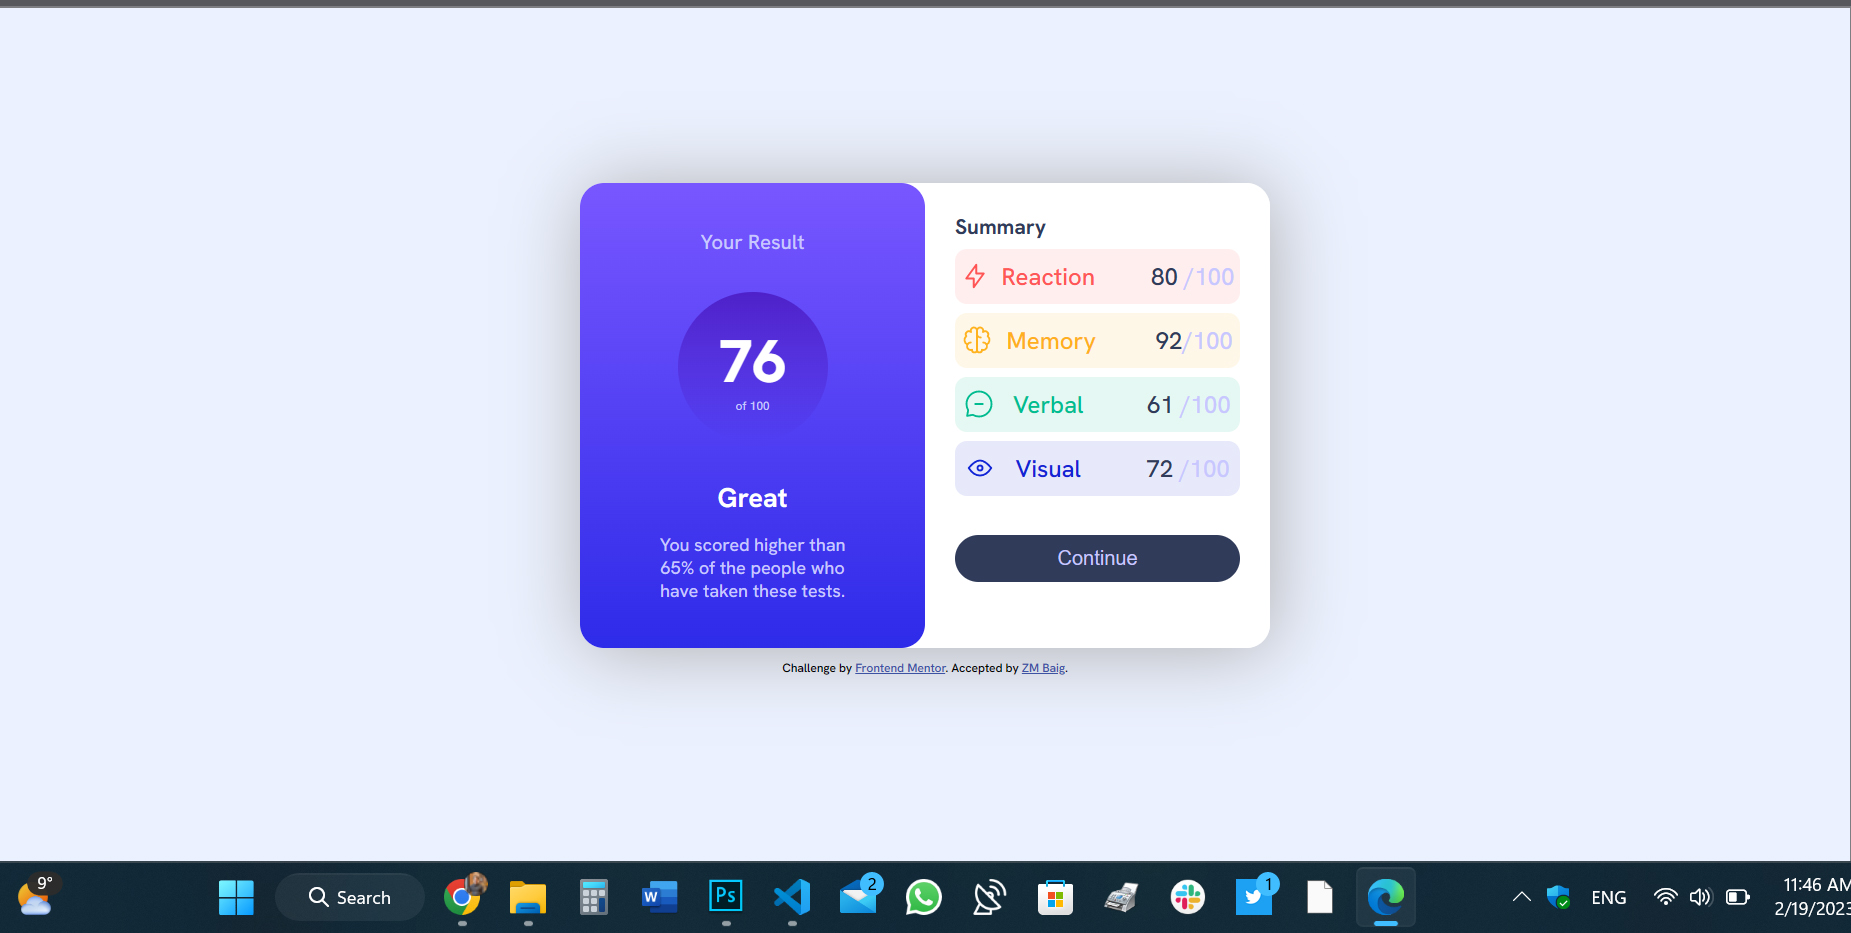 Your Result
76
of 100
Great
You scored higher than
65% of the people who
have taken these tests.
Summary
Reaction 80 /100
Memory 92/100
Verbal 61 /100
Visual 72 /100
Continue
Challenge by Frontend Mentor. Accepted by ZM Baig.
9°
Search
W
Ps
2
1
ENG
11:46 AM
2/19/2023